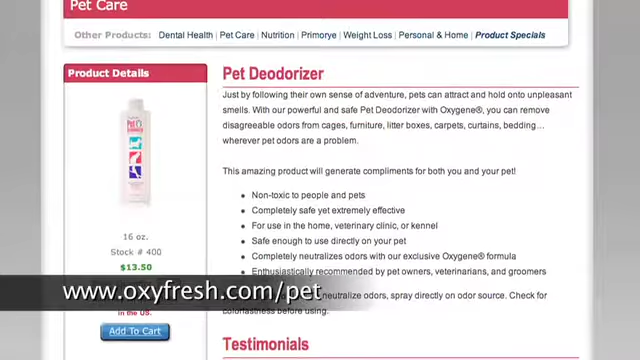 Pet Care
Other Products: Dental Health | Pet Care | Nutrition | Primorye | Weight Loss | Personal & Home | Product Specials
Product Details
16 oz.
Stock # 400
$13.50
in the US.
Add To Cart
Pet Deodorizer
Just by following their own sense of adventure, pets can attract and hold onto unpleasant
smells. With our powerful and safe Pet Deodorizer with Oxygene®, you can remove
disagreeable odors from cages, furniture, litter boxes, carpets, curtains, bedding…
wherever pet odors are a problem.
This amazing product will generate compliments for both you and your pet!
• Non-toxic to people and pets
• Completely safe yet extremely effective
• For use in the home, veterinary clinic, or kennel
• Safe enough to use directly on your pet
• Completely neutralizes odors with our exclusive Oxygene® formula
• Enthusiastically recommended by pet owners, veterinarians, and groomers
neutralize odors, spray directly on odor source. Check for
colorfastness before using.
Testimonials
www.oxyfresh.com/pet